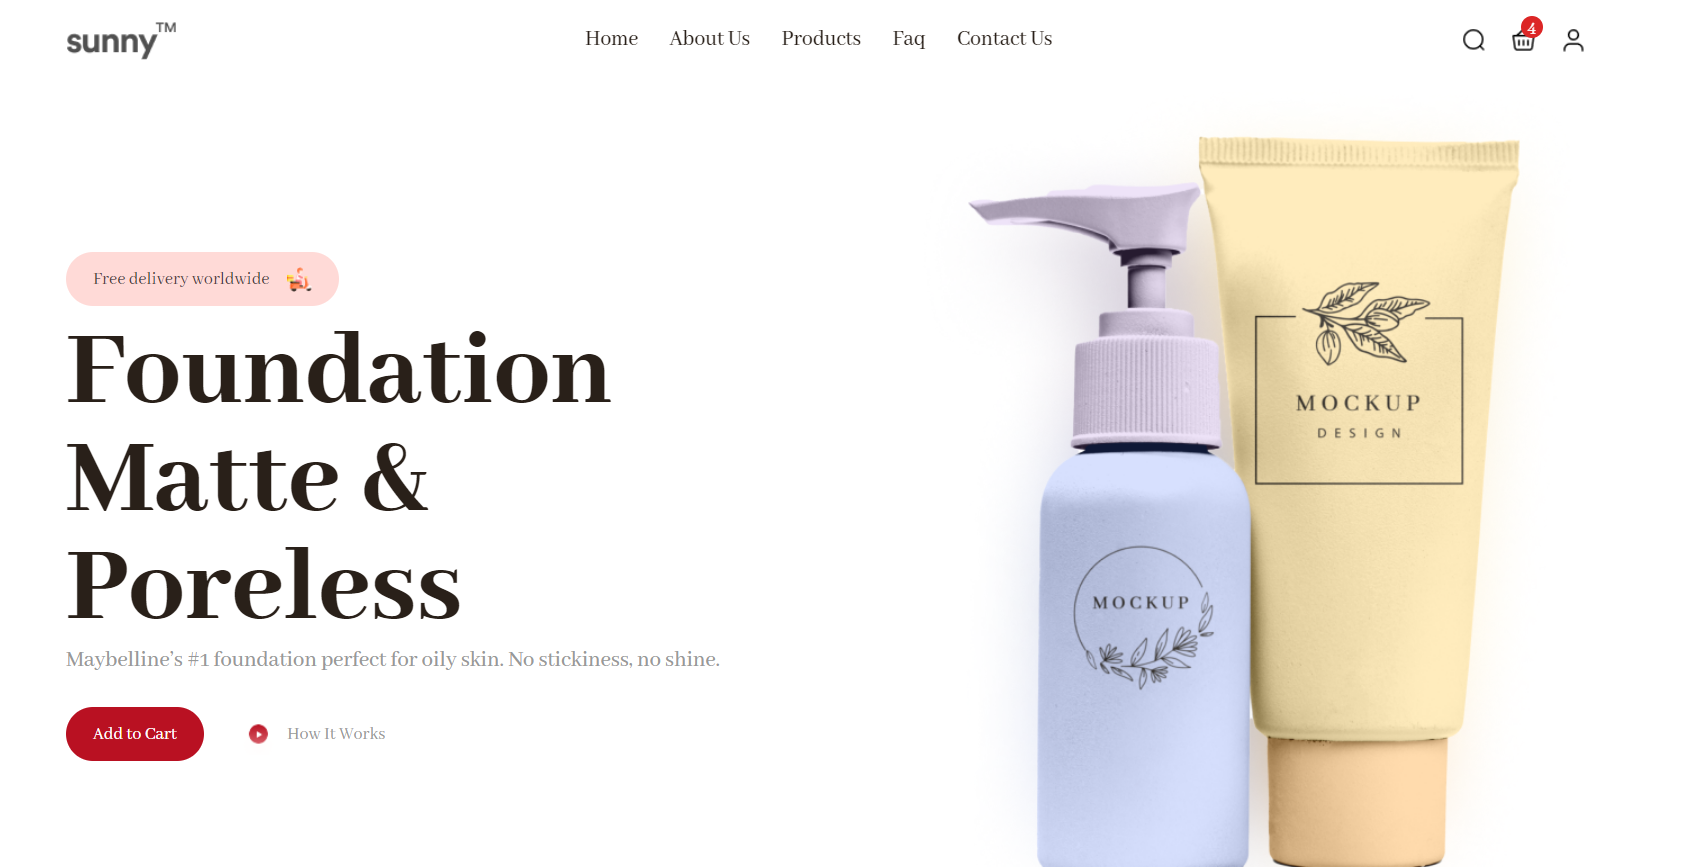 sunny™
Home About Us Products Faq Contact Us
4
Free delivery worldwide
Foundation
Matte &
Poreless
Maybelline’s #1 foundation perfect for oily skin. No stickiness, no shine.
Add to Cart How It Works
MOCKUP
DESIGN
MOCKUP